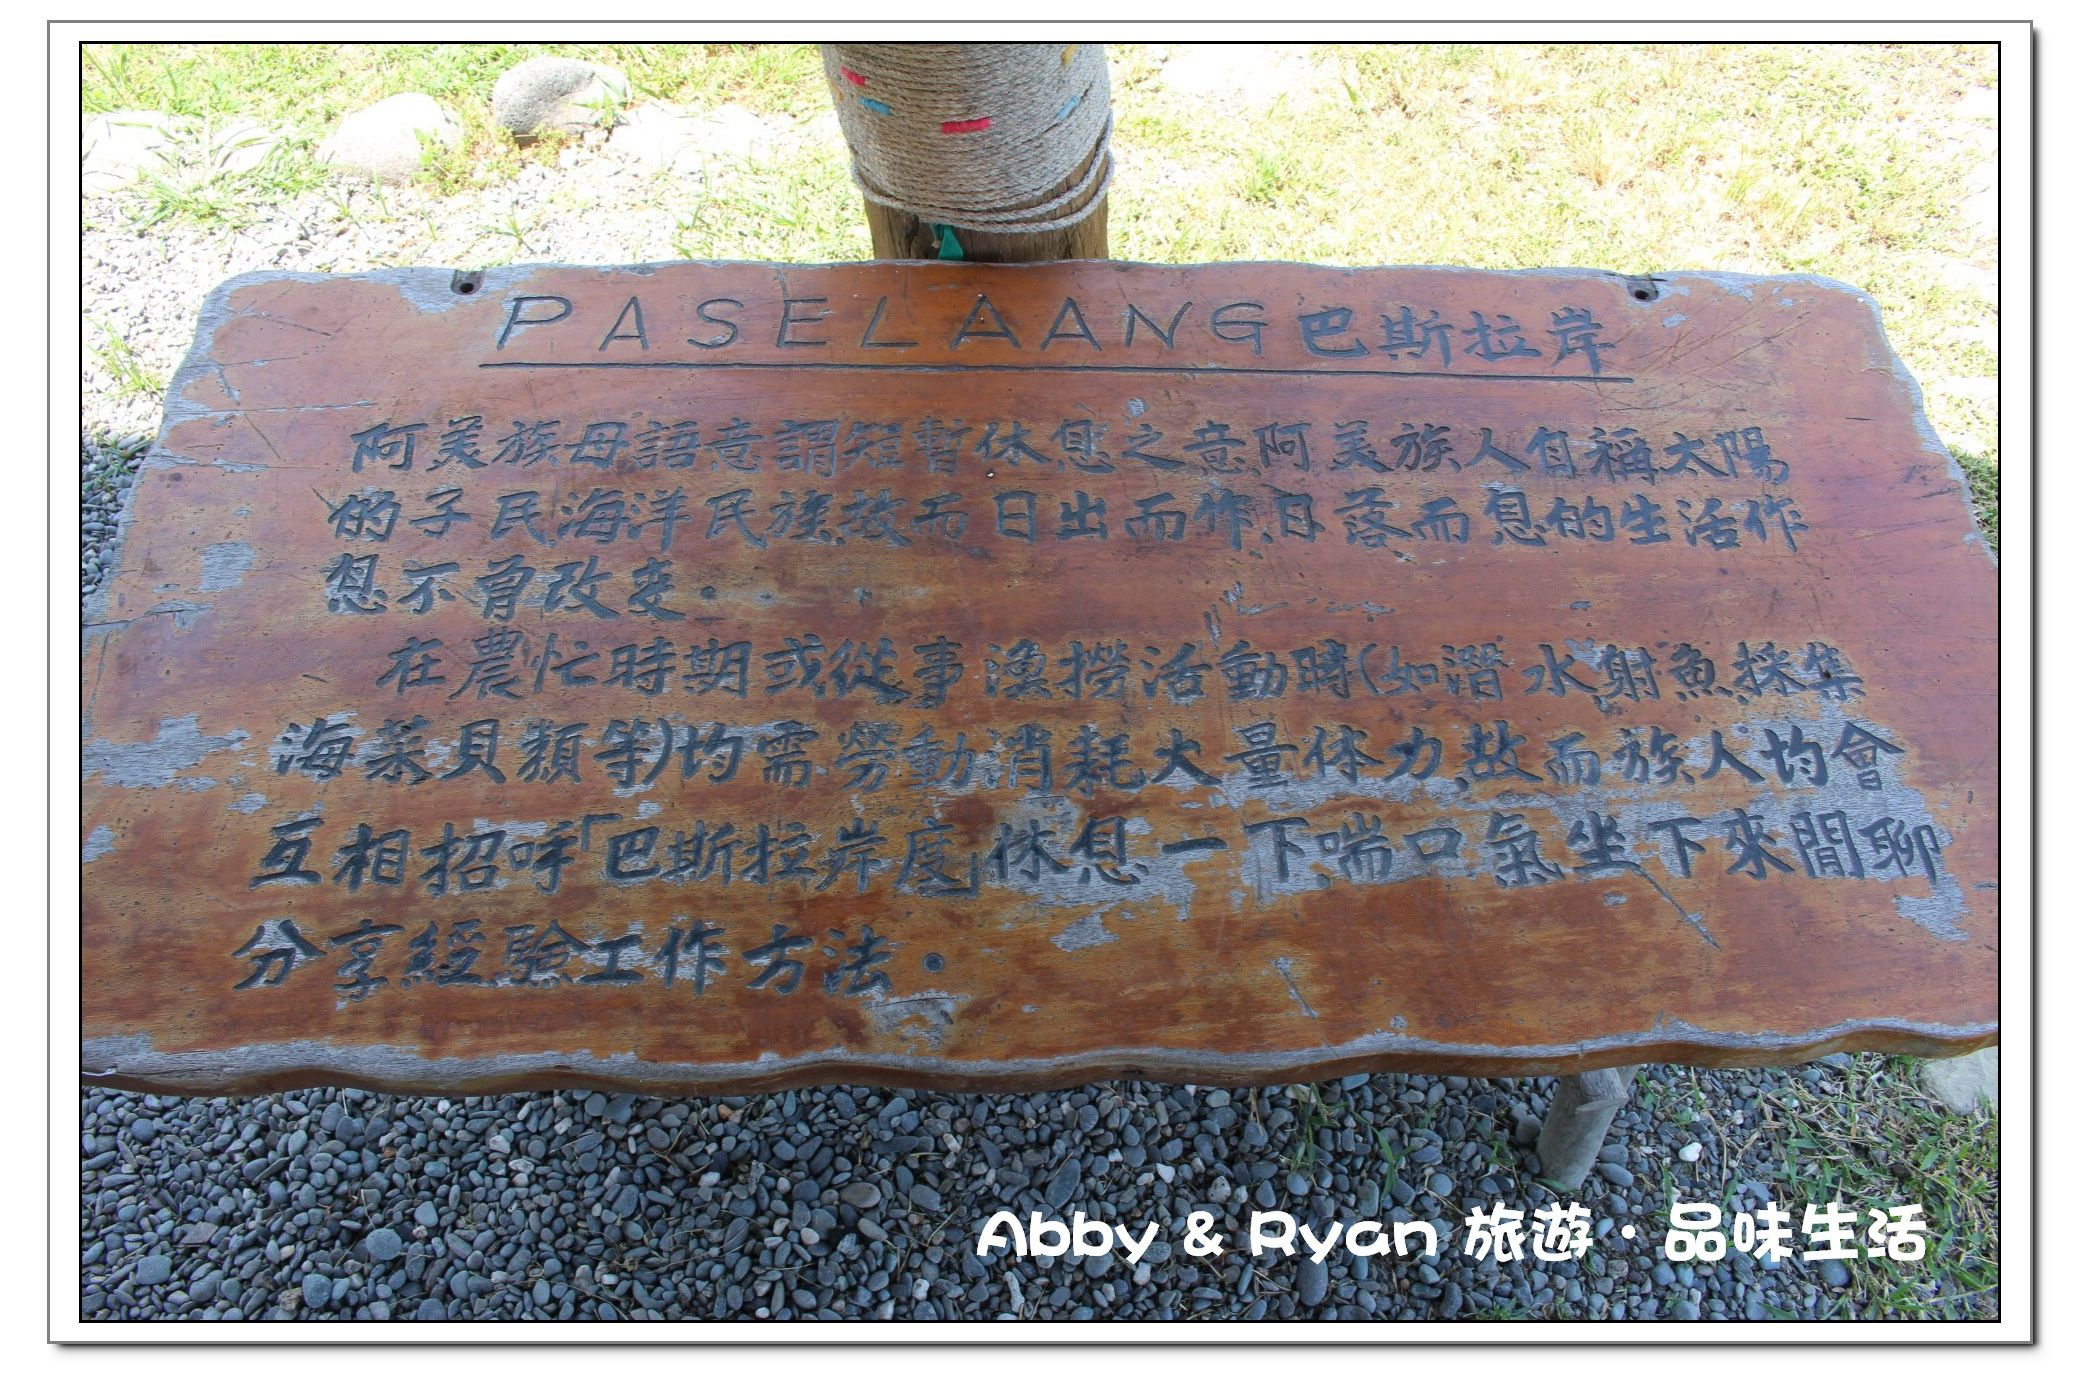 PASELAANG巴斯拉岸
阿美族母語意謂短暫休息之意阿美族人自稱太陽
的子民海洋民族,故而日出而作,日落而息的生活作
息不曾改變。
在農忙時期或從事漁撈活動時(如潛水射魚採集
海菜貝類等)均需勞動消耗大量体力,故而族人均會
互相招呼「巴斯拉岸度」休息一下喘口氣坐下來閒聊
分享經驗工作方法。
Abby & Ryan 旅遊・品味生活